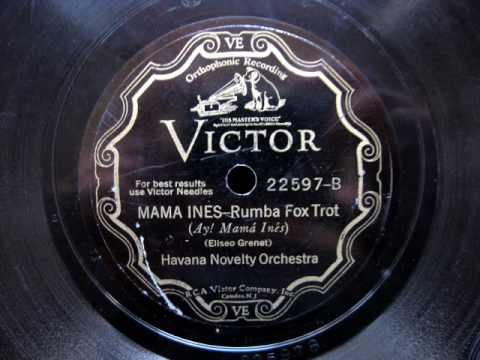 VE
Orthophonic Recording
"HIS MASTER'S VOICE"
VICTOR
For best results
use Victor Needles
22597-B
MAMA INES–Rumba Fox Trot
(Ay! Mamá Inés)
(Eliseo Grenet)
Havana Novelty Orchestra
RCA Victor Company, Inc.
Camden, N.J.
VE